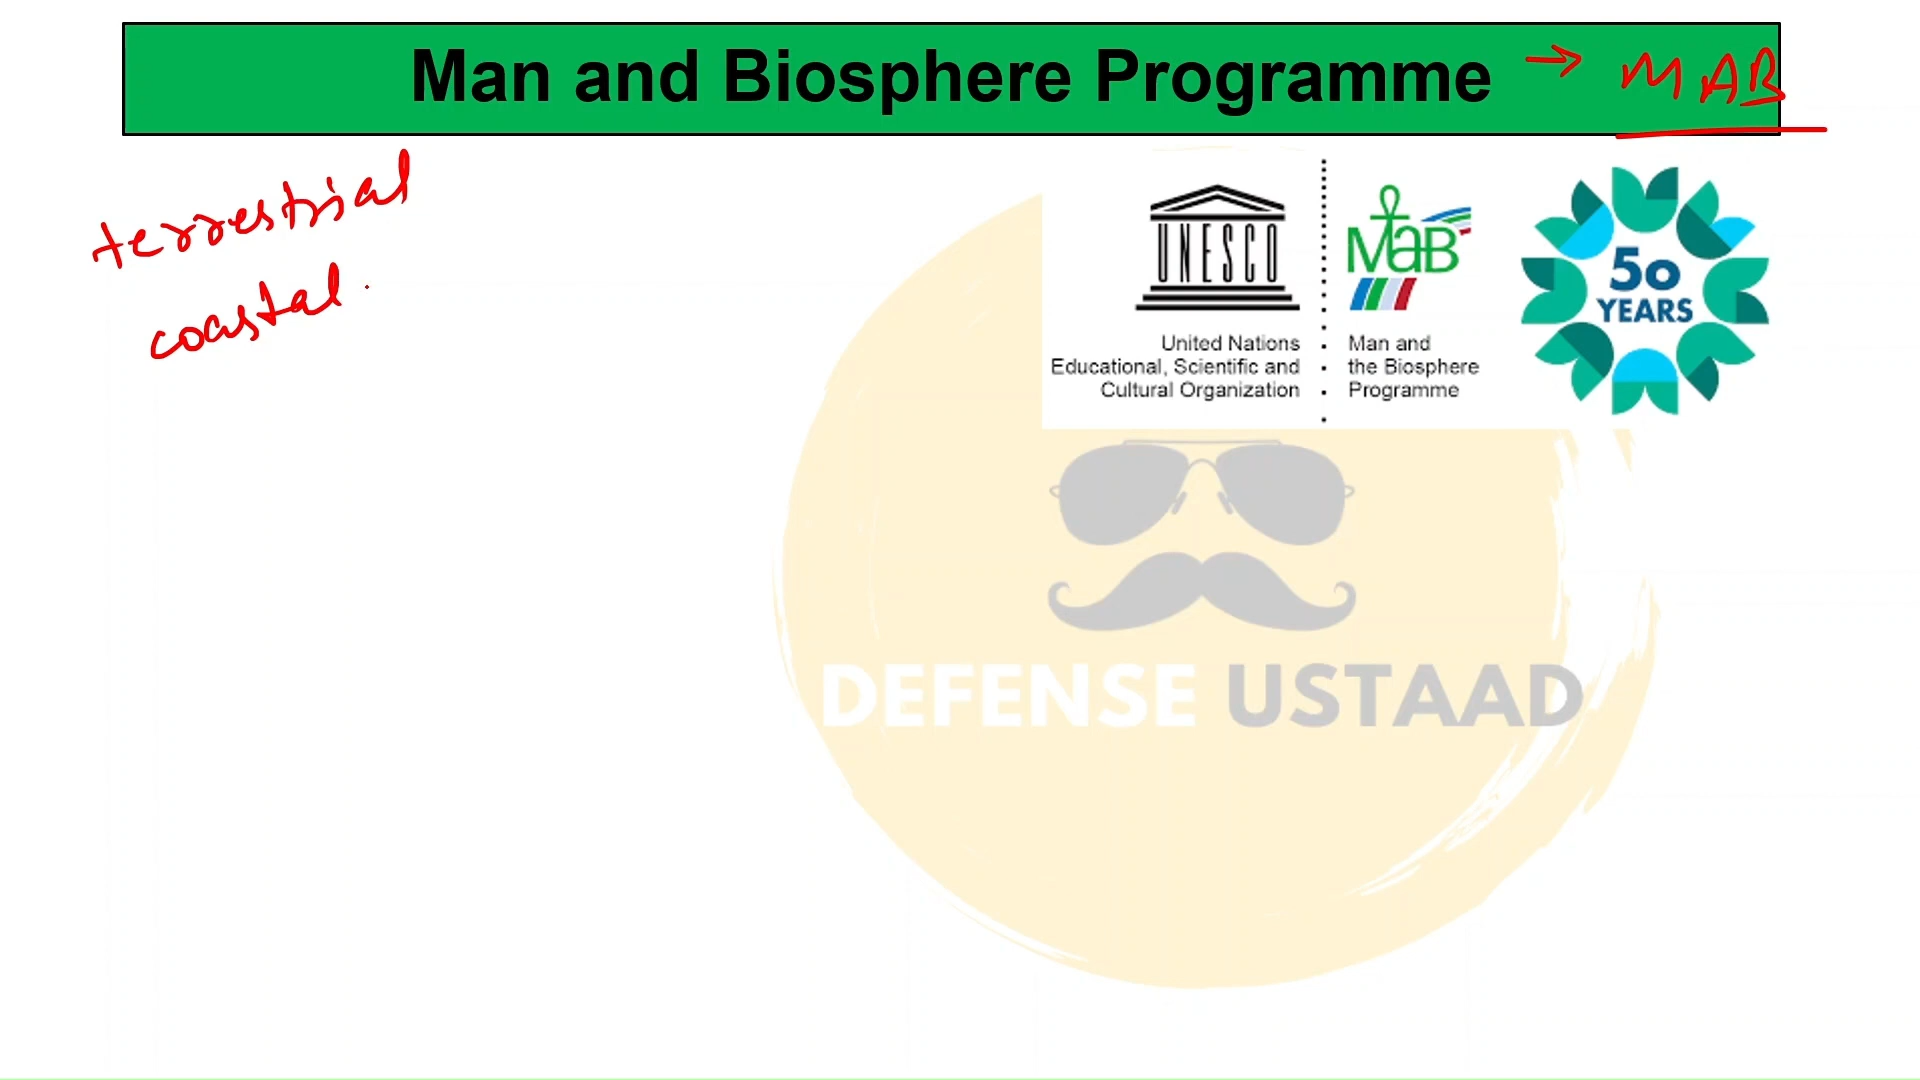 Man and Biosphere Programme → MAB
terrestrial
coastal.
UNESCO
United Nations
Educational, Scientific and
Cultural Organization
MaB
Man and
the Biosphere
Programme
50
YEARS
DEFENSE USTAAD